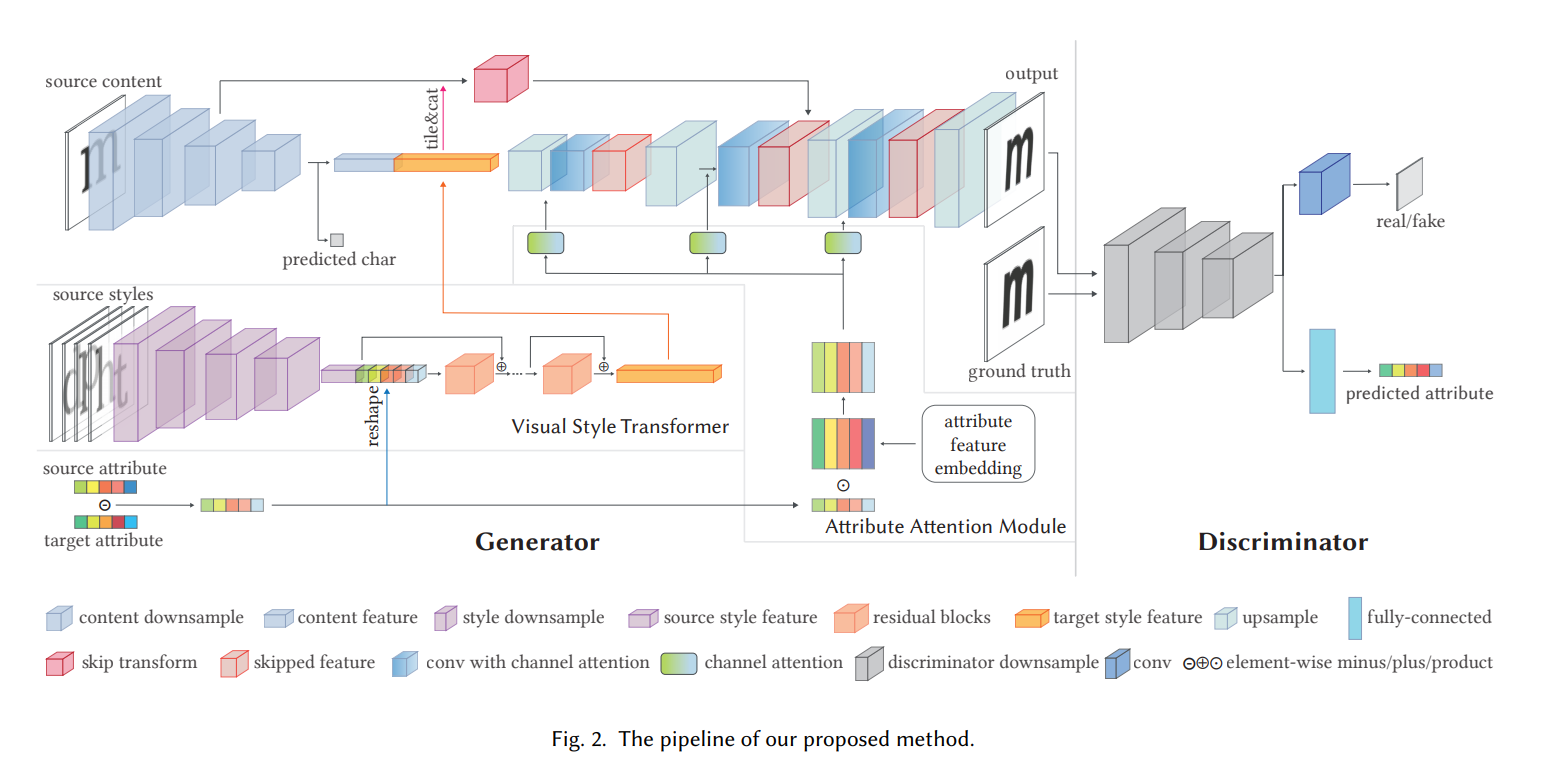 source content
m
tile&cat
output
m
predicted char
real/fake
source styles
dPht
m
ground truth
reshape
Visual Style Transformer
predicted attribute
attribute
feature
embedding
source attribute
target attribute
Attribute Attention Module
Generator
Discriminator
content downsample content feature style downsample source style feature residual blocks target style feature upsample fully-connected
skip transform skipped feature conv with channel attention channel attention discriminator downsample conv ⊖⊕⊙ element-wise minus/plus/product
Fig. 2. The pipeline of our proposed method.